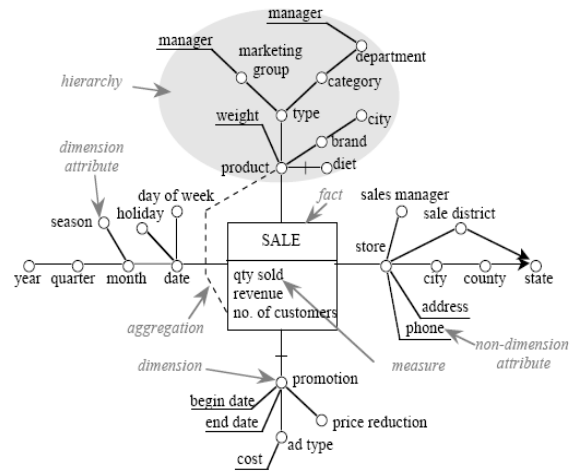 manager
manager
marketing
group
department
hierarchy
category
type
weight
city
brand
product
diet
dimension
attribute
day of week
fact
sales manager
season
holiday
sale district
SALE
store
year
quarter
month
date
qty sold
revenue
no. of customers
city
county
state
aggregation
address
phone
non-dimension
attribute
dimension
promotion
measure
begin date
end date
price reduction
ad type
cost